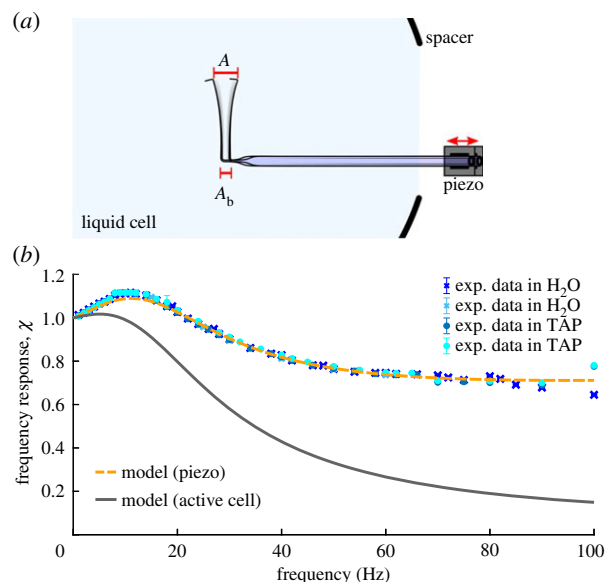 (a)
spacer
A
piezo
A_b
liquid cell
(b)
1.2
1.0
0.8
0.6
0.4
0.2
0
20
40
60
80
100
frequency response, χ
frequency (Hz)
exp. data in H₂O
exp. data in H₂O
exp. data in TAP
exp. data in TAP
model (piezo)
model (active cell)